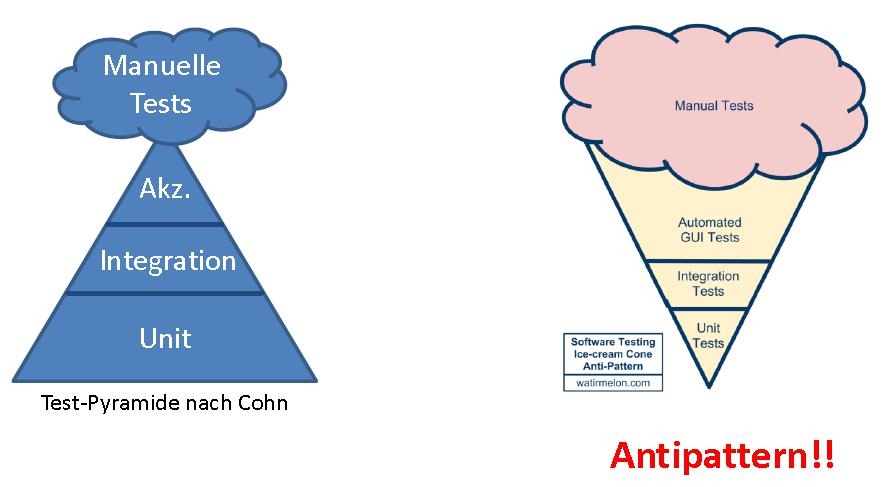 Manuelle
Tests
Akz.
Integration
Unit
Test-Pyramide nach Cohn
Manual Tests
Automated
GUI Tests
Integration
Tests
Unit
Tests
Software Testing
Ice-cream Cone
Anti-Pattern
watirmelon.com
Antipattern!!